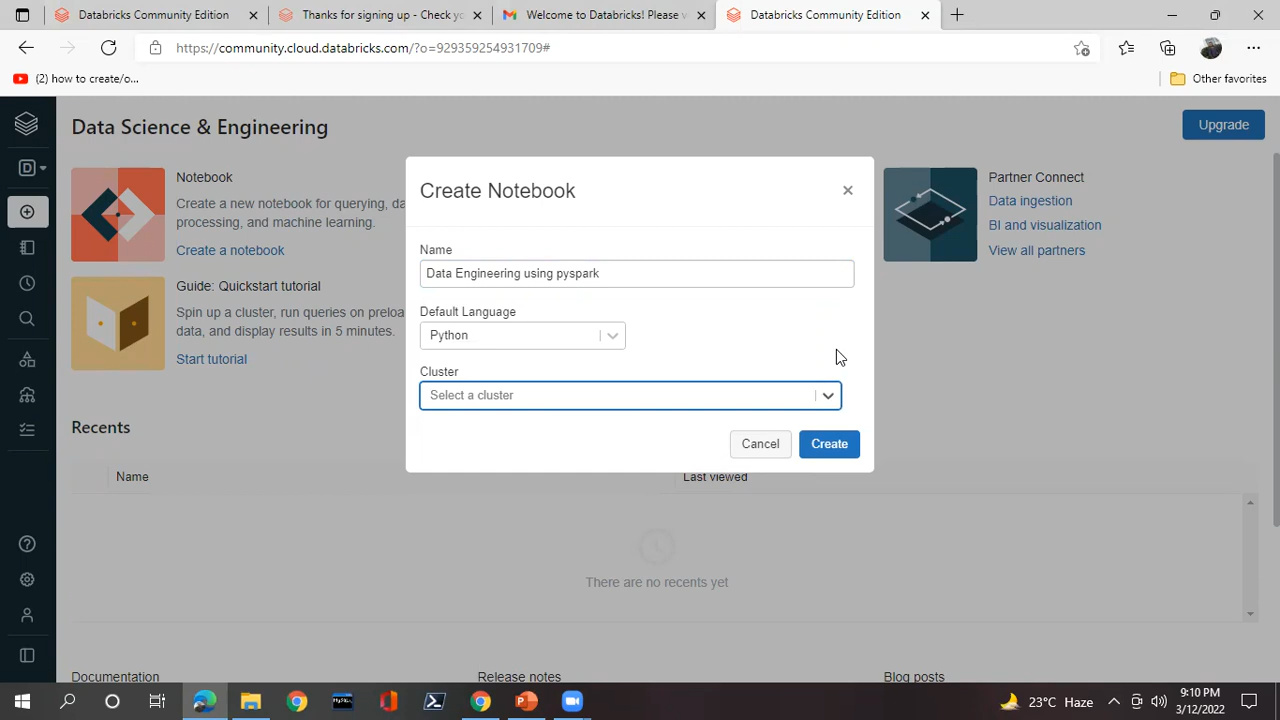 Databricks Community Edition
Thanks for signing up - Check yo
Welcome to Databricks! Please v
Databricks Community Edition
https://community.cloud.databricks.com/?o=929359254931709#
(2) how to create/o...
Other favorites
Data Science & Engineering
Upgrade
D
Notebook
Create a new notebook for querying, da
processing, and machine learning.
Create a notebook
Guide: Quickstart tutorial
Spin up a cluster, run queries on preloa
data, and display results in 5 minutes.
Start tutorial
Create Notebook
Name
Data Engineering using pyspark
Default Language
Python
Cluster
Select a cluster
Cancel
Create
Partner Connect
Data ingestion
BI and visualization
View all partners
Recents
Name
Last viewed
There are no recents yet
Documentation
Release notes
Blog posts
23°C Haze
9:10 PM
3/12/2022